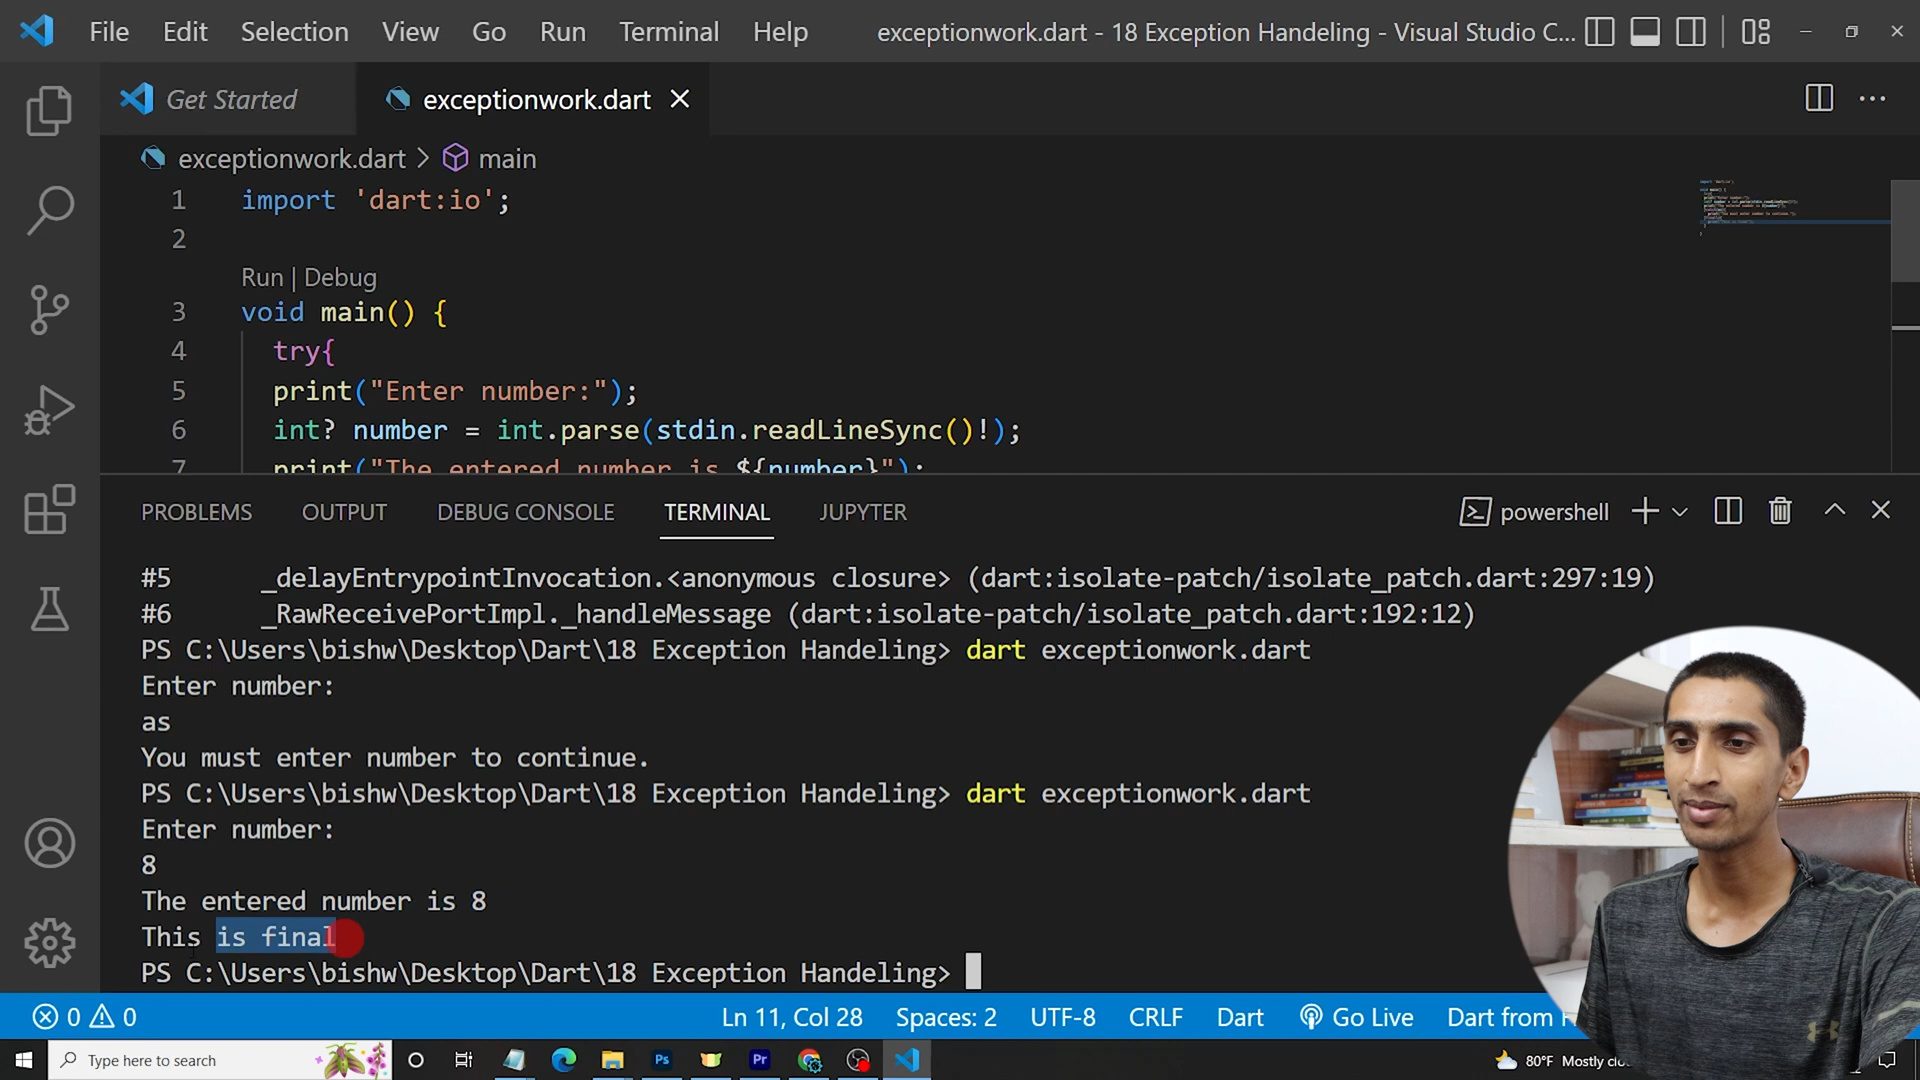 File Edit Selection View Go Run Terminal Help exceptionwork.dart - 18 Exception Handeling - Visual Studio C...
Get Started exceptionwork.dart
exceptionwork.dart > main
1 import 'dart:io';
2
Run | Debug
3 void main() {
4 try{
5 print("Enter number:");
6 int? number = int.parse(stdin.readLineSync()!);
7 print("The entered number is ${number}");
PROBLEMS OUTPUT DEBUG CONSOLE TERMINAL JUPYTER powershell
#5 _delayEntrypointInvocation.<anonymous closure> (dart:isolate-patch/isolate_patch.dart:297:19)
#6 _RawReceivePortImpl._handleMessage (dart:isolate-patch/isolate_patch.dart:192:12)
PS C:\Users\bishw\Desktop\Dart\18 Exception Handeling> dart exceptionwork.dart
Enter number:
as
You must enter number to continue.
PS C:\Users\bishw\Desktop\Dart\18 Exception Handeling> dart exceptionwork.dart
Enter number:
8
The entered number is 8
This is final
PS C:\Users\bishw\Desktop\Dart\18 Exception Handeling>
0 0 Ln 11, Col 28 Spaces: 2 UTF-8 CRLF Dart Go Live Dart from
Type here to search Ps Pr 80°F Mostly